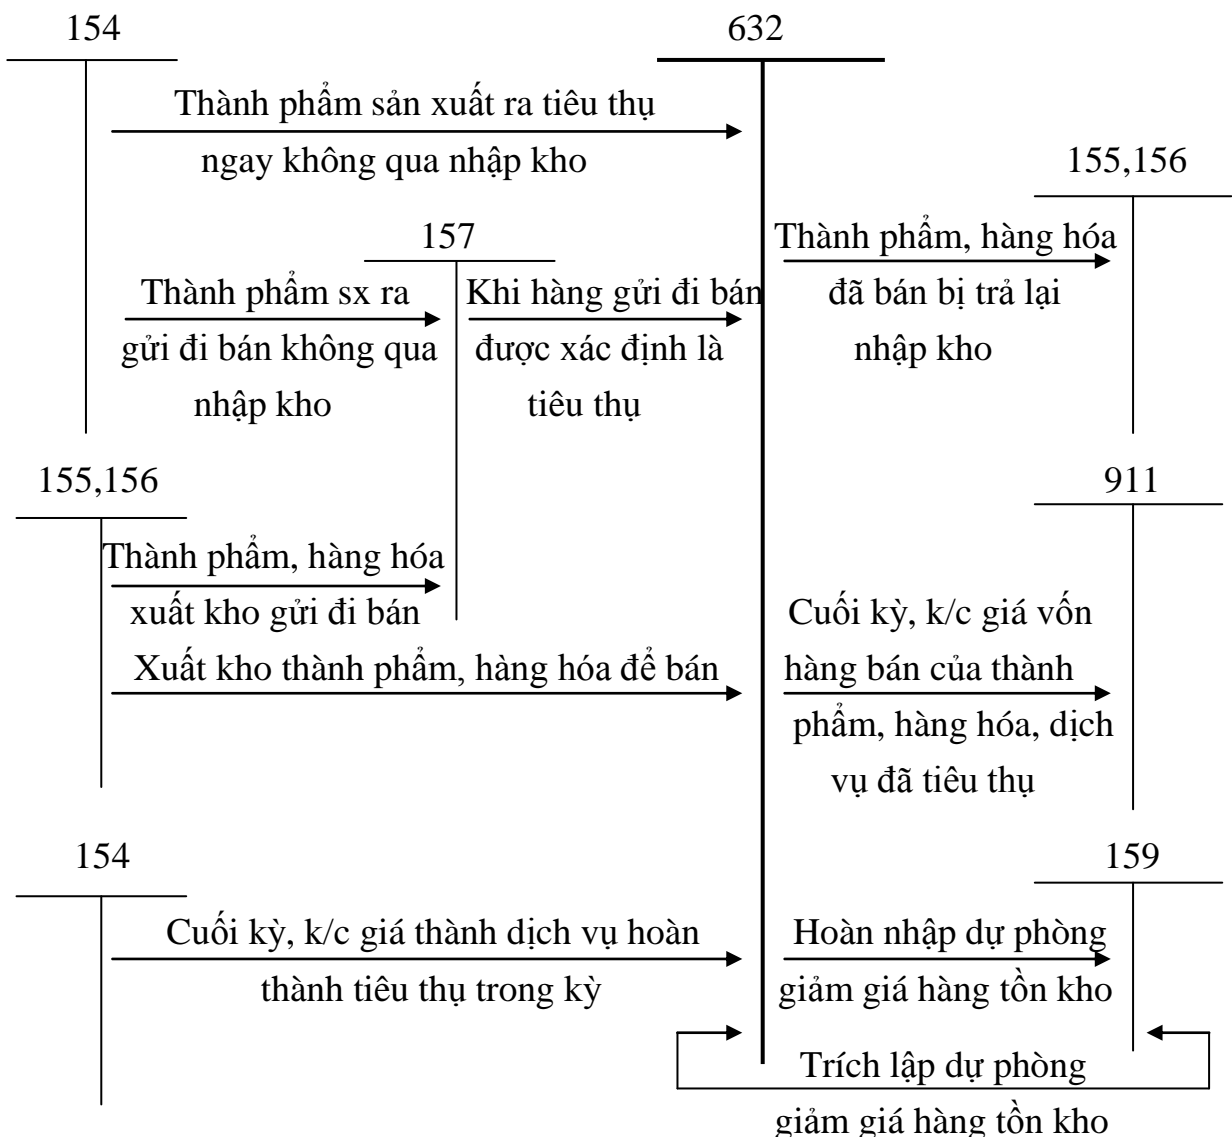 154
632
Thành phẩm sản xuất ra tiêu thụ
ngay không qua nhập kho
155,156
157
Thành phẩm, hàng hóa
đã bán bị trả lại
nhập kho
Thành phẩm sx ra
gửi đi bán không qua
nhập kho
Khi hàng gửi đi bán
được xác định là
tiêu thụ
155,156
911
Thành phẩm, hàng hóa
xuất kho gửi đi bán
Xuất kho thành phẩm, hàng hóa để bán
Cuối kỳ, k/c giá vốn
hàng bán của thành
phẩm, hàng hóa, dịch
vụ đã tiêu thụ
154
159
Cuối kỳ, k/c giá thành dịch vụ hoàn
thành tiêu thụ trong kỳ
Hoàn nhập dự phòng
giảm giá hàng tồn kho
Trích lập dự phòng
giảm giá hàng tồn kho